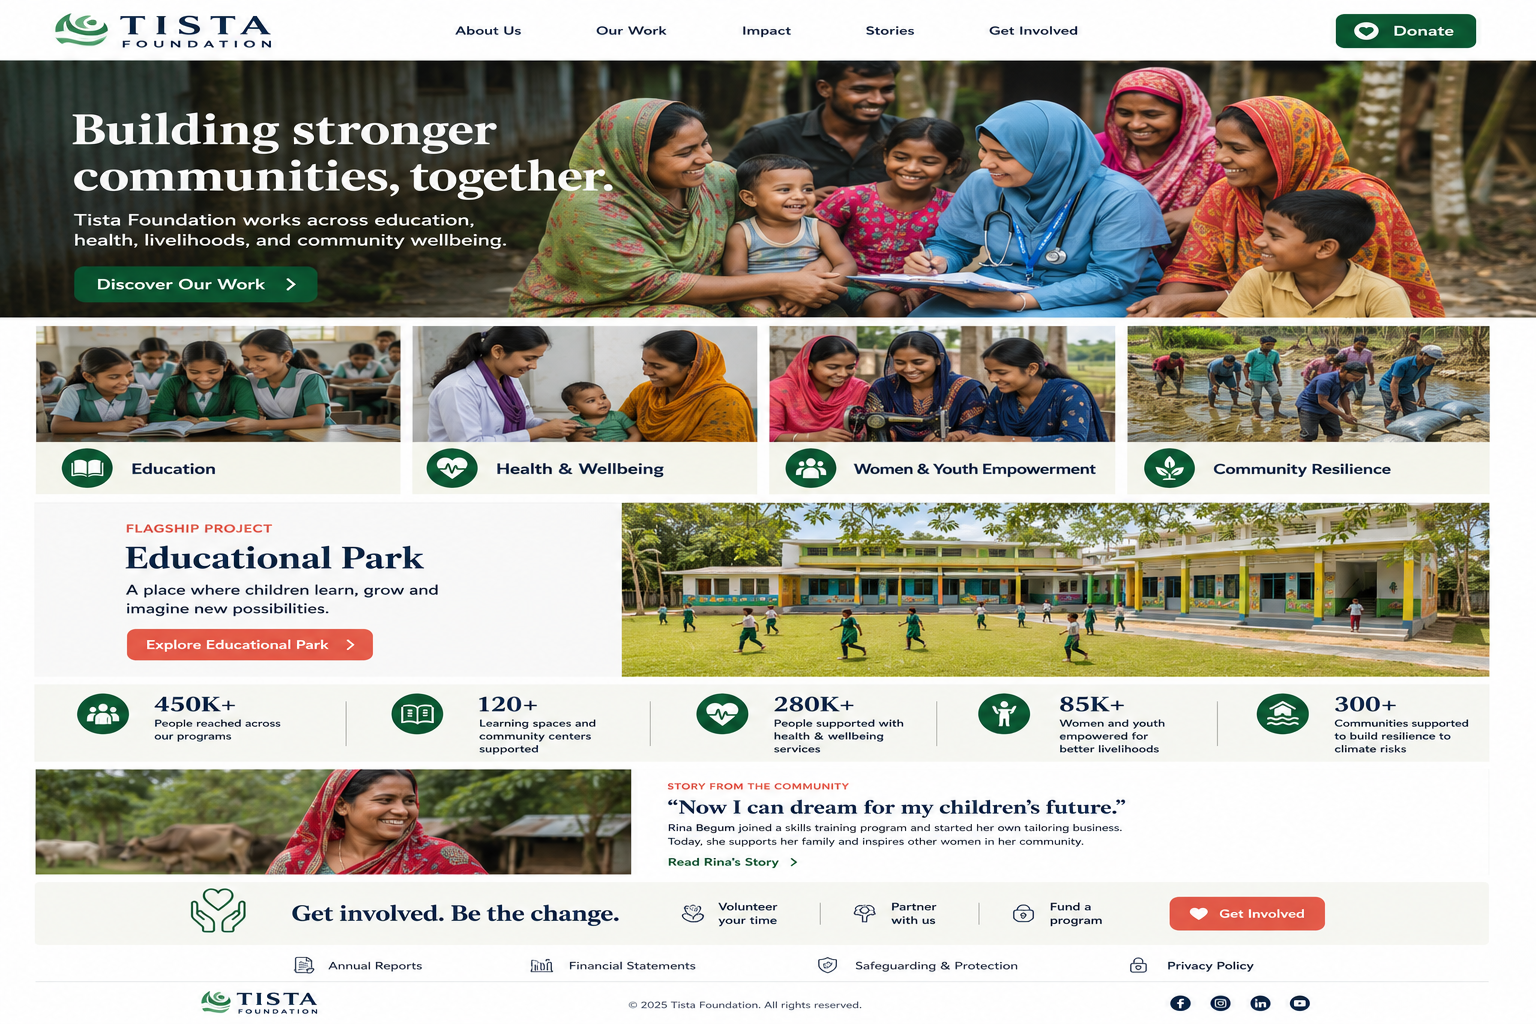 TISTA
FOUNDATION
About Us
Our Work
Impact
Stories
Get Involved
Donate
Building stronger
communities, together.
Tista Foundation works across education,
health, livelihoods, and community wellbeing.
Discover Our Work
Education
Health & Wellbeing
Women & Youth Empowerment
Community Resilience
FLAGSHIP PROJECT
Educational Park
A place where children learn, grow and
imagine new possibilities.
Explore Educational Park
450K+
People reached across
our programs
120+
Learning spaces and
community centers
supported
280K+
People supported with
health & wellbeing
services
85K+
Women and youth
empowered for
better livelihoods
300+
Communities supported
to build resilience to
climate risks
STORY FROM THE COMMUNITY
“Now I can dream for my children’s future.”
Rina Begum joined a skills training program and started her own tailoring business.
Today, she supports her family and inspires other women in her community.
Read Rina's Story
Get involved. Be the change.
Volunteer
your time
Partner
with us
Fund a
program
Get Involved
Annual Reports
Financial Statements
Safeguarding & Protection
Privacy Policy
TISTA
FOUNDATION
© 2025 Tista Foundation. All rights reserved.